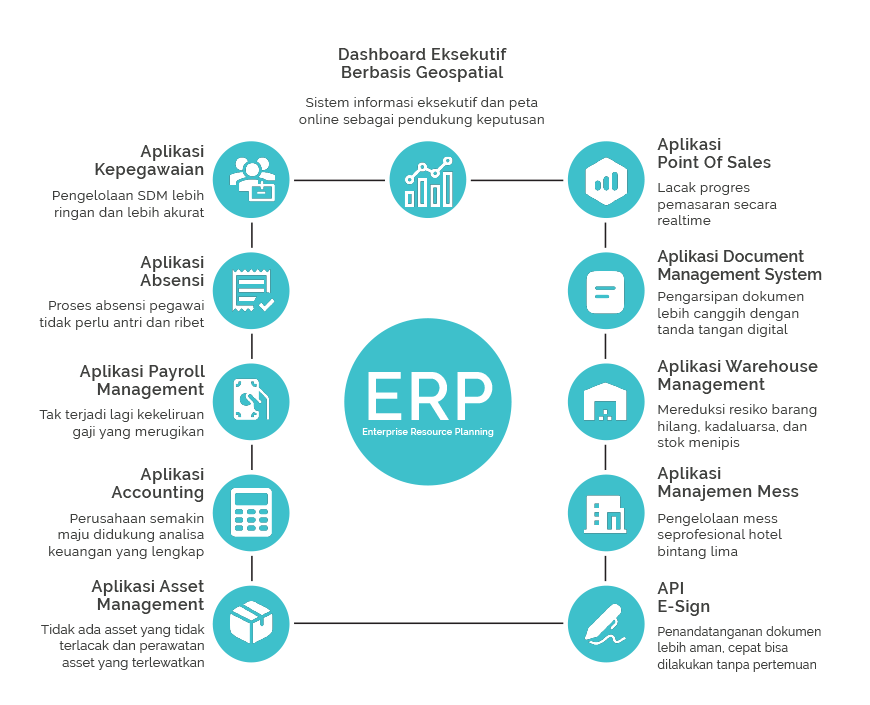 Dashboard Eksekutif
Berbasis Geospatial
Sistem informasi eksekutif dan peta
online sebagai pendukung keputusan
Aplikasi
Kepegawaian
Pengelolaan SDM lebih
ringan dan lebih akurat
Aplikasi
Absensi
Proses absensi pegawai
tidak perlu antri dan ribet
Aplikasi Payroll
Management
Tak terjadi lagi kekeliruan
gaji yang merugikan
Aplikasi
Accounting
Perusahaan semakin
maju didukung analisa
keuangan yang lengkap
Aplikasi Asset
Management
Tidak ada asset yang tidak
terlacak dan perawatan
asset yang terlewatkan
ERP
Enterprise Resource Planning
Aplikasi
Point Of Sales
Lacak progres
pemasaran secara
realtime
Aplikasi Document
Management System
Pengarsipan dokumen
lebih canggih dengan
tanda tangan digital
Aplikasi Warehouse
Management
Mereduksi resiko barang
hilang, kadaluarsa, dan
stok menipis
Aplikasi
Manajemen Mess
Pengelolaan mess
seprofesional hotel
bintang lima
API
E-Sign
Penandatanganan dokumen
lebih aman, cepat bisa
dilakukan tanpa pertemuan